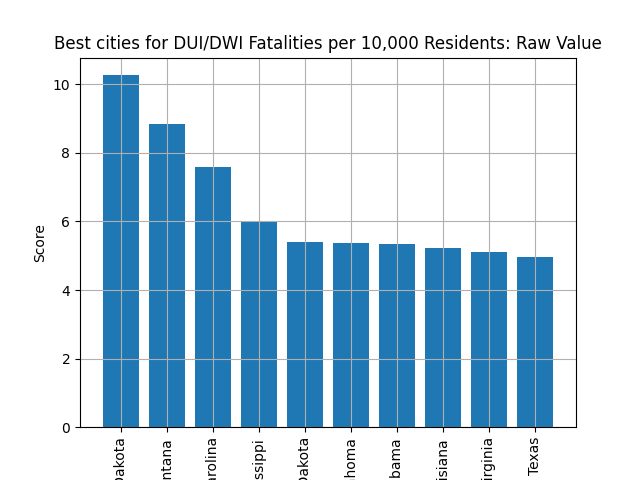 Best cities for DUI/DWI Fatalities per 10,000 Residents: Raw Value
10
8
6
4
2
0
Score
Dakota
ntana
arolina
ssippi
Dakota
homa
bama
isiana
irginia
Texas